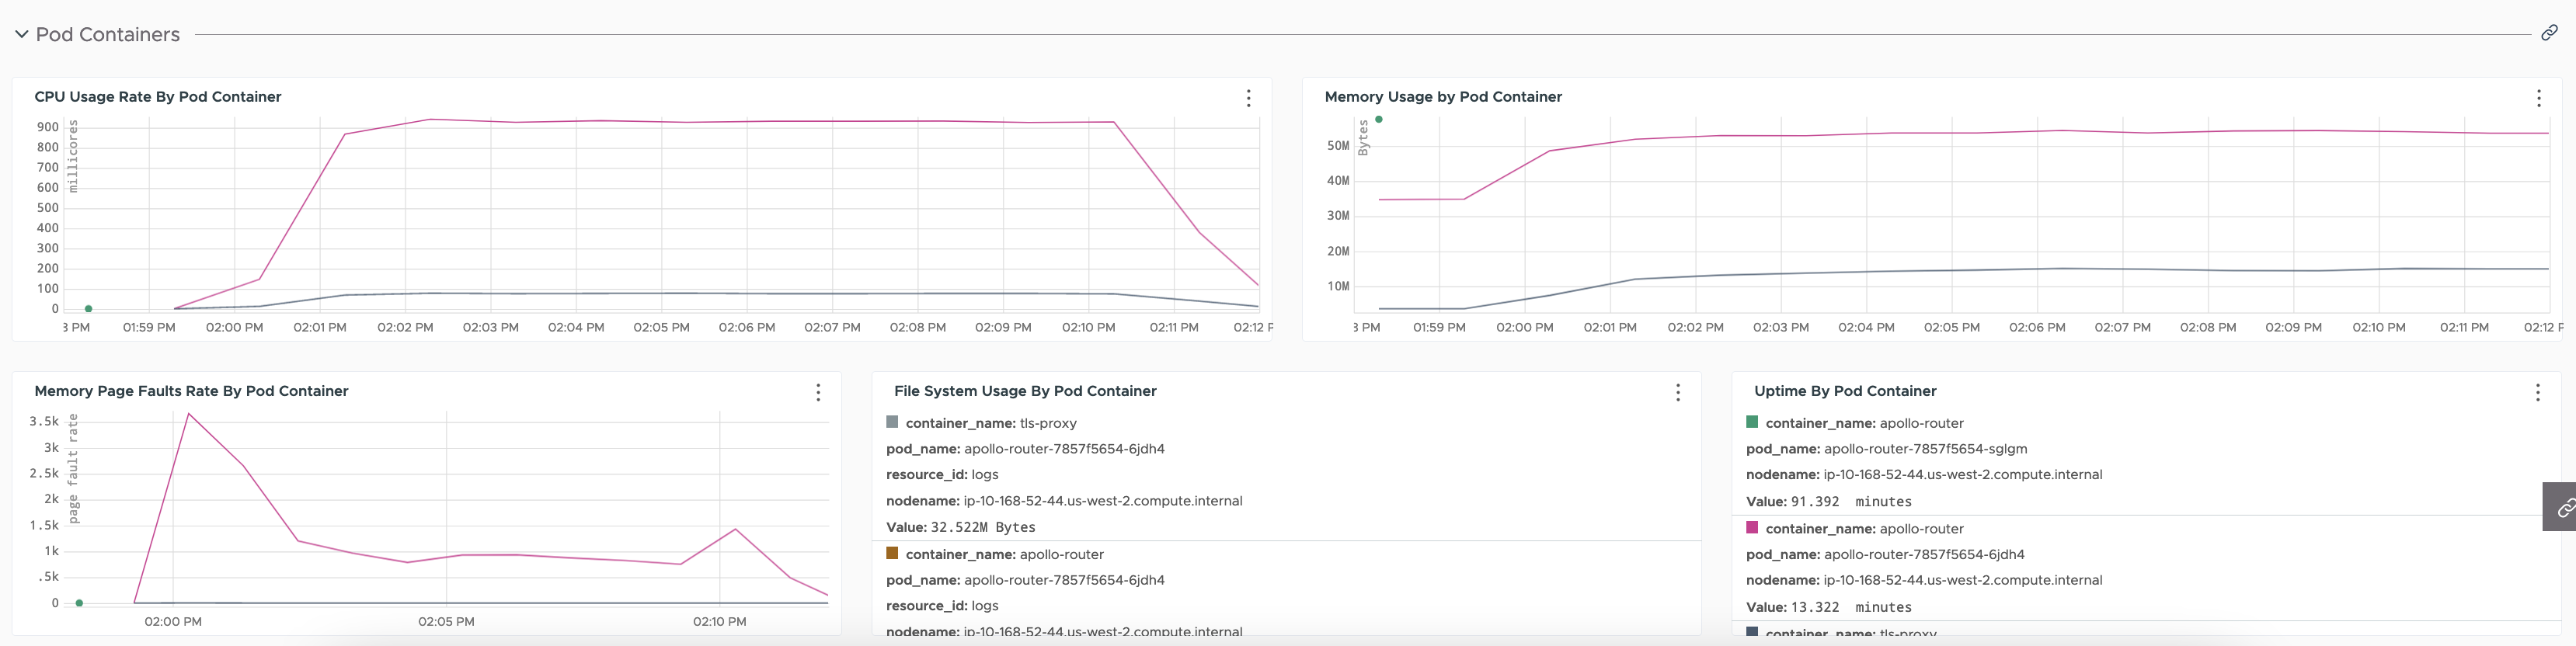 Pod Containers
CPU Usage Rate By Pod Container
900
800
700
600
500
400
300
200
100
0
millicores
3 PM 01:59 PM 02:00 PM 02:01 PM 02:02 PM 02:03 PM 02:04 PM 02:05 PM 02:06 PM 02:07 PM 02:08 PM 02:09 PM 02:10 PM 02:11 PM 02:12 P
Memory Usage by Pod Container
50M
40M
30M
20M
10M
Bytes
3 PM 01:59 PM 02:00 PM 02:01 PM 02:02 PM 02:03 PM 02:04 PM 02:05 PM 02:06 PM 02:07 PM 02:08 PM 02:09 PM 02:10 PM 02:11 PM 02:12 P
Memory Page Faults Rate By Pod Container
3.5k
3k
2.5k
2k
1.5k
1k
.5k
0
page fault rate
02:00 PM 02:05 PM 02:10 PM
File System Usage By Pod Container
container_name: tls-proxy
pod_name: apollo-router-7857f5654-6jdh4
resource_id: logs
nodename: ip-10-168-52-44.us-west-2.compute.internal
Value: 32.522M Bytes
container_name: apollo-router
pod_name: apollo-router-7857f5654-6jdh4
resource_id: logs
nodename: ip-10-168-52-44.us-west-2.compute.internal
Uptime By Pod Container
container_name: apollo-router
pod_name: apollo-router-7857f5654-sglgm
nodename: ip-10-168-52-44.us-west-2.compute.internal
Value: 91.392 minutes
container_name: apollo-router
pod_name: apollo-router-7857f5654-6jdh4
nodename: ip-10-168-52-44.us-west-2.compute.internal
Value: 13.322 minutes
container_name: tls-proxy